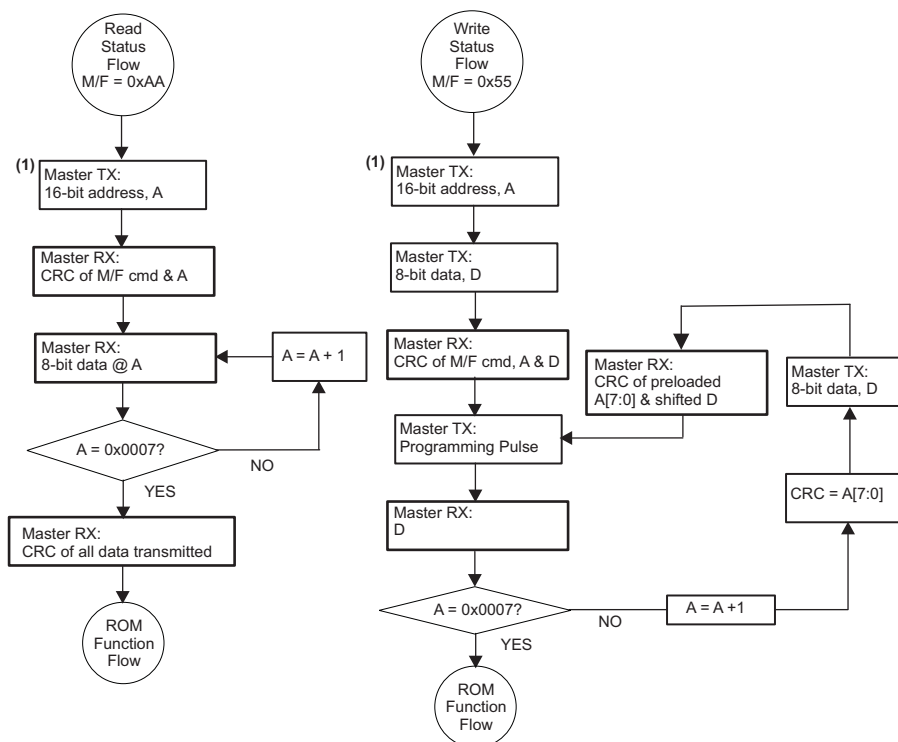 Read
Status
Flow
M/F = 0xAA
(1)
Master TX:
16-bit address, A
Master RX:
CRC of M/F cmd & A
Master RX:
8-bit data @ A
A = A + 1
A = 0x0007?
NO
YES
Master RX:
CRC of all data transmitted
ROM
Function
Flow
Write
Status
Flow
M/F = 0x55
(1)
Master TX:
16-bit address, A
Master TX:
8-bit data, D
Master RX:
CRC of M/F cmd, A & D
Master TX:
Programming Pulse
Master RX:
D
A = 0x0007?
NO
YES
A = A +1
CRC = A[7:0]
Master TX:
8-bit data, D
Master RX:
CRC of preloaded
A[7:0] & shifted D
ROM
Function
Flow